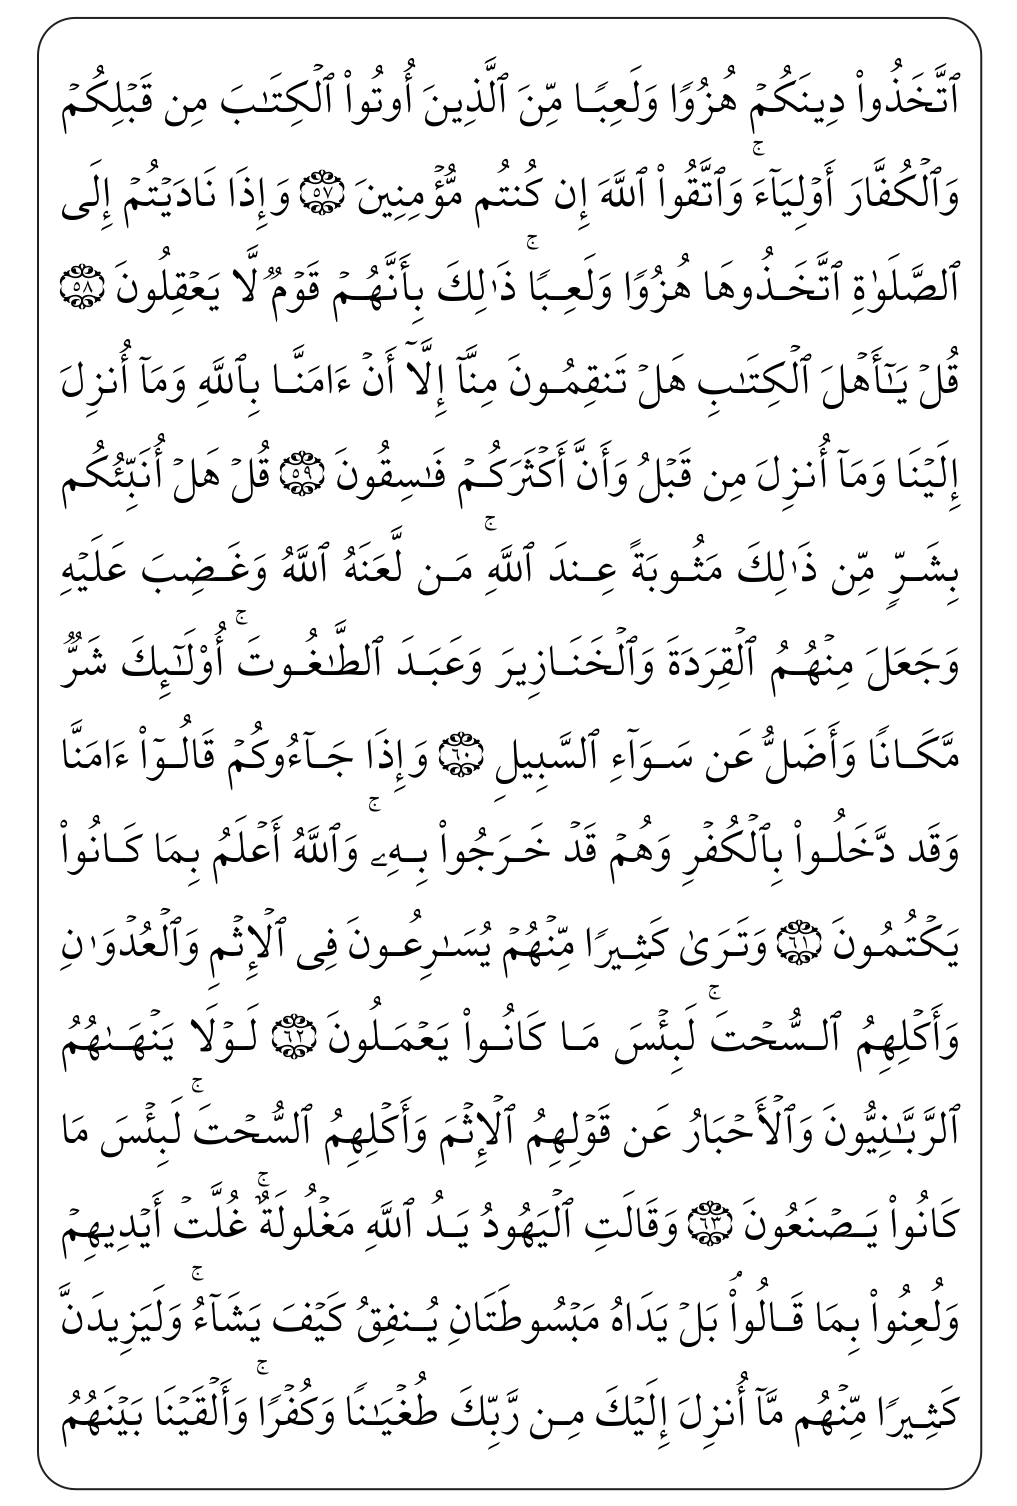 ٱتَّخَذُوا۟ دِينَكُمۡ هُزُوٗا وَلَعِبٗا مِّنَ ٱلَّذِينَ أُوتُوا۟ ٱلۡكِتَٰبَ مِن قَبۡلِكُمۡ
وَٱلۡكُفَّارَ أَوۡلِيَآءَۚ وَٱتَّقُوا۟ ٱللَّهَ إِن كُنتُم مُّؤۡمِنِينَ ٥٧ وَإِذَا نَادَيۡتُمۡ إِلَى
ٱلصَّلَوٰةِ ٱتَّخَذُوهَا هُزُوٗا وَلَعِبٗاۚ ذَٰلِكَ بِأَنَّهُمۡ قَوۡمٞ لَّا يَعۡقِلُونَ ٥٨
قُلۡ يَٰٓأَهۡلَ ٱلۡكِتَٰبِ هَلۡ تَنقِمُونَ مِنَّآ إِلَّآ أَنۡ ءَامَنَّا بِٱللَّهِ وَمَآ أُنزِلَ
إِلَيۡنَا وَمَآ أُنزِلَ مِن قَبۡلُ وَأَنَّ أَكۡثَرَكُمۡ فَٰسِقُونَ ٥٩ قُلۡ هَلۡ أُنَبِّئُكُم
بِشَرّٖ مِّن ذَٰلِكَ مَثُوبَةً عِندَ ٱللَّهِۚ مَن لَّعَنَهُ ٱللَّهُ وَغَضِبَ عَلَيۡهِ
وَجَعَلَ مِنۡهُمُ ٱلۡقِرَدَةَ وَٱلۡخَنَازِيرَ وَعَبَدَ ٱلطَّٰغُوتَۚ أُو۟لَٰٓئِكَ شَرّٞ
مَّكَانٗا وَأَضَلُّ عَن سَوَآءِ ٱلسَّبِيلِ ٦٠ وَإِذَا جَآءُوكُمۡ قَالُوٓا۟ ءَامَنَّا
وَقَد دَّخَلُوا۟ بِٱلۡكُفۡرِ وَهُمۡ قَدۡ خَرَجُوا۟ بِهِۦۚ وَٱللَّهُ أَعۡلَمُ بِمَا كَانُوا۟
يَكۡتُمُونَ ٦١ وَتَرَىٰ كَثِيرٗا مِّنۡهُمۡ يُسَٰرِعُونَ فِى ٱلۡإِثۡمِ وَٱلۡعُدۡوَٰنِ
وَأَكۡلِهِمُ ٱلسُّحۡتَۚ لَبِئۡسَ مَا كَانُوا۟ يَعۡمَلُونَ ٦٢ لَوۡلَا يَنۡهَىٰهُمُ
ٱلرَّبَّٰنِيُّونَ وَٱلۡأَحۡبَارُ عَن قَوۡلِهِمُ ٱلۡإِثۡمَ وَأَكۡلِهِمُ ٱلسُّحۡتَۚ لَبِئۡسَ مَا
كَانُوا۟ يَصۡنَعُونَ ٦٣ وَقَالَتِ ٱلۡيَهُودُ يَدُ ٱللَّهِ مَغۡلُولَةٌۚ غُلَّتۡ أَيۡدِيهِمۡ
وَلُعِنُوا۟ بِمَا قَالُوا۟ۘ بَلۡ يَدَاهُ مَبۡسُوطَتَانِ يُنفِقُ كَيۡفَ يَشَآءُۚ وَلَيَزِيدَنَّ
كَثِيرٗا مِّنۡهُم مَّآ أُنزِلَ إِلَيۡكَ مِن رَّبِّكَ طُغۡيَٰنٗا وَكُفۡرٗاۚ وَأَلۡقَيۡنَا بَيۡنَهُمُ